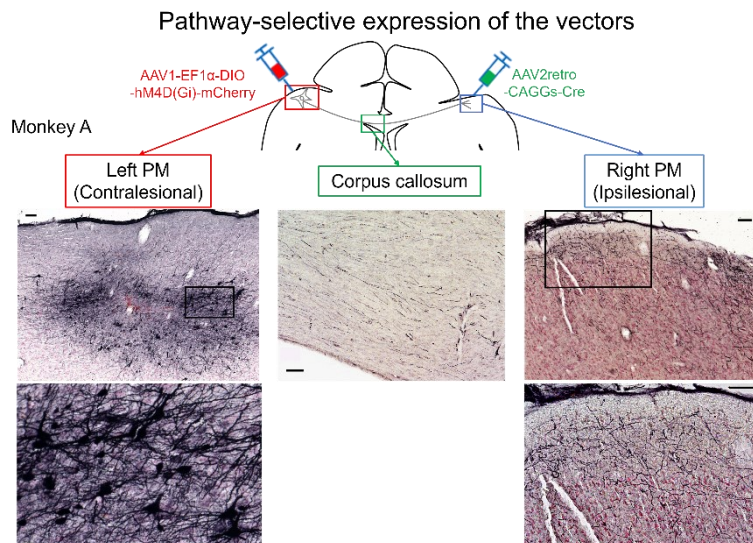 Pathway-selective expression of the vectors
AAV1-EF1α-DIO
-hM4D(Gi)-mCherry
AAV2retro
-CAGGs-Cre
Monkey A
Left PM
(Contralesional)
Corpus callosum
Right PM
(Ipsilesional)